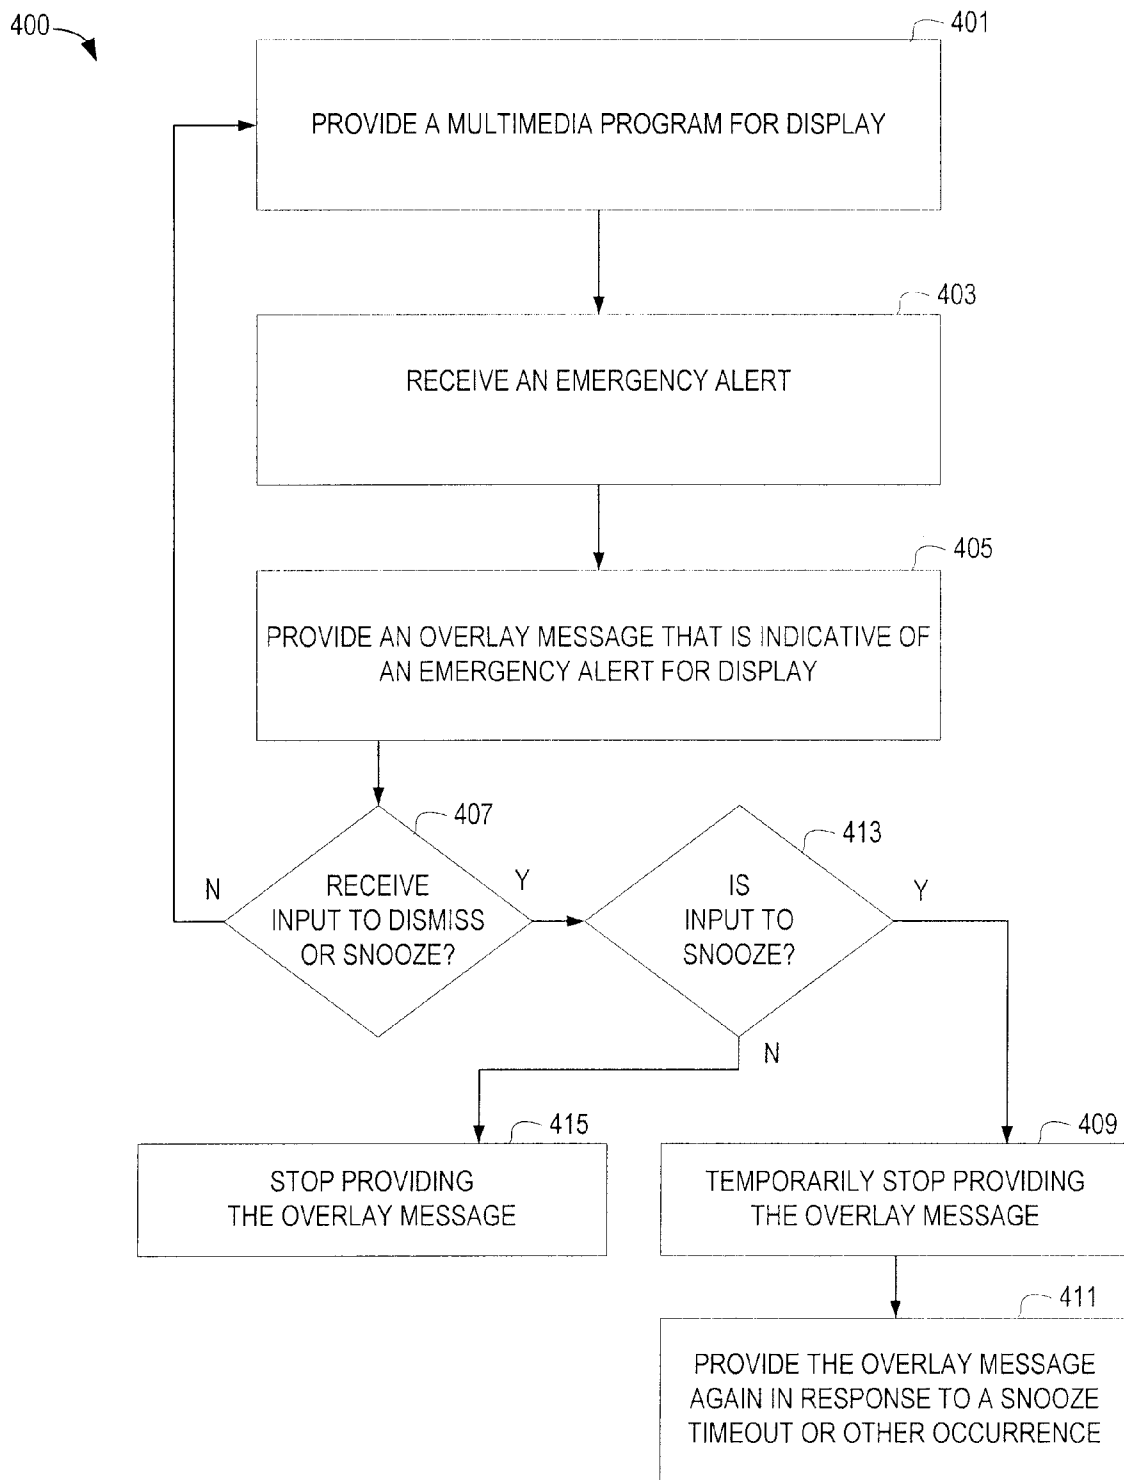 400
401
PROVIDE A MULTIMEDIA PROGRAM FOR DISPLAY
403
RECEIVE AN EMERGENCY ALERT
405
PROVIDE AN OVERLAY MESSAGE THAT IS INDICATIVE OF
AN EMERGENCY ALERT FOR DISPLAY
407
N
RECEIVE
INPUT TO DISMISS
OR SNOOZE?
Y
413
IS
INPUT TO
SNOOZE?
Y
N
415
STOP PROVIDING
THE OVERLAY MESSAGE
409
TEMPORARILY STOP PROVIDING
THE OVERLAY MESSAGE
411
PROVIDE THE OVERLAY MESSAGE
AGAIN IN RESPONSE TO A SNOOZE
TIMEOUT OR OTHER OCCURRENCE